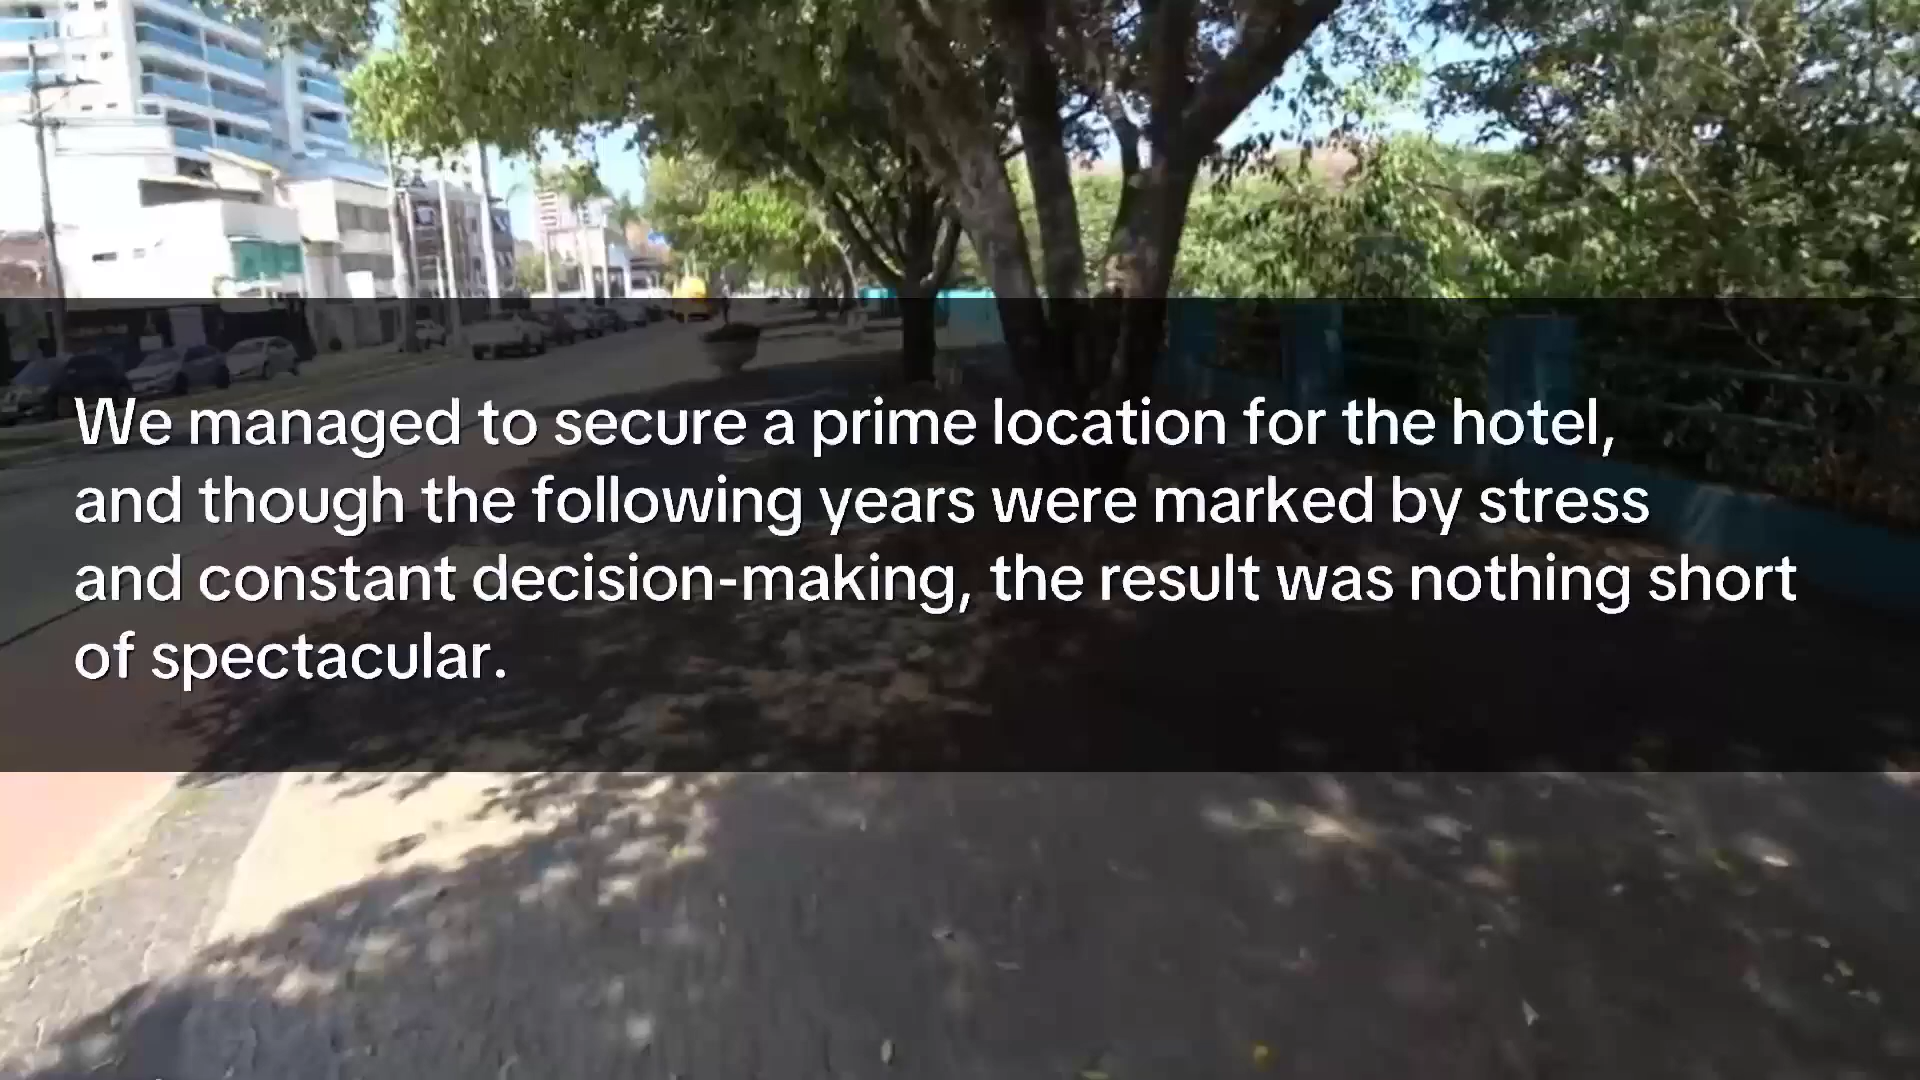 We managed to secure a prime location for the hotel,
and though the following years were marked by stress
and constant decision-making, the result was nothing short
of spectacular.